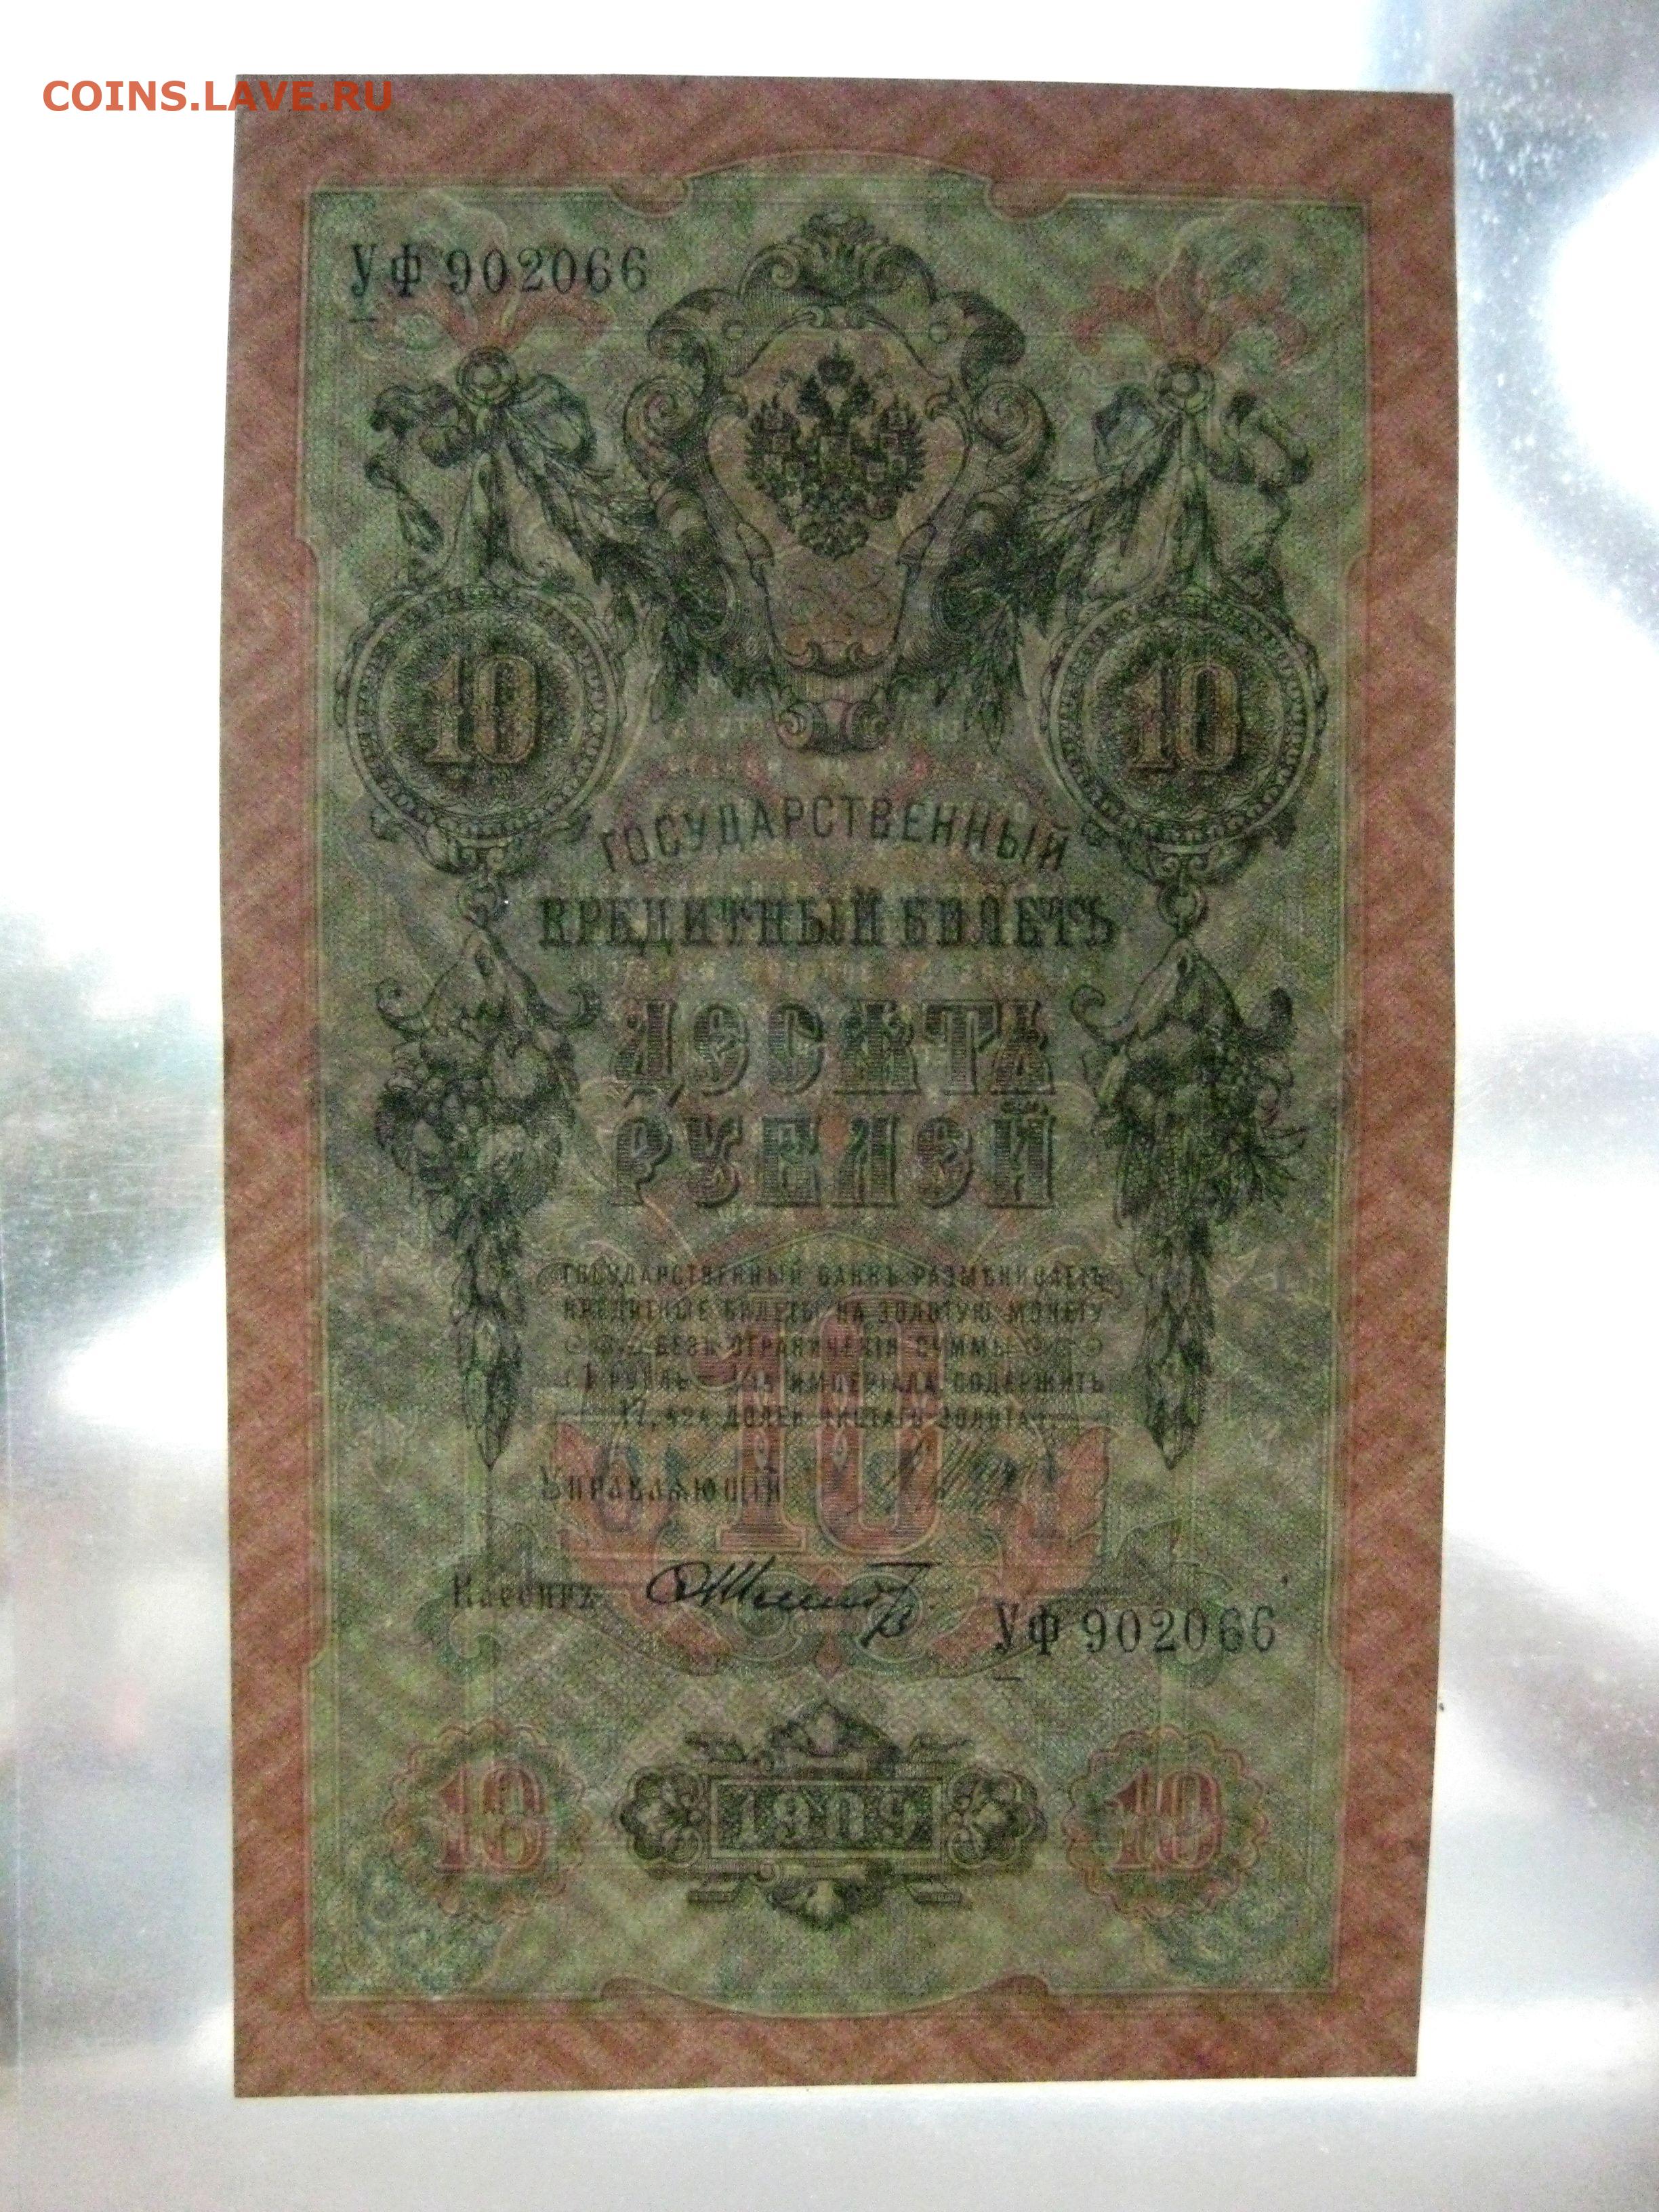 COINS.LAVE.RU
УФ 902066
10 10
ГОСУДАРСТВЕННЫЙ
КРЕДИТНЫЙ БИЛЕТЪ
ДЕСЯТЬ
РУБЛЕЙ
ГОСУДАРСТВЕННЫЙ БАНКЪ РАЗМѢНИВАЕТЪ
КРЕДИТНЫЕ БИЛЕТЫ НА ЗОЛОТУЮ МОНЕТУ
БЕЗЪ ОГРАНИЧЕНІЯ СУММЫ
(1 РУБЛЬ = 1/15 ИМПЕРІАЛА, СОДЕРЖИТЪ
17,424 ДОЛЕЙ ЧИСТАГО ЗОЛОТА)
10
Управляющій
Кассиръ
УФ 902066
10 1909 10